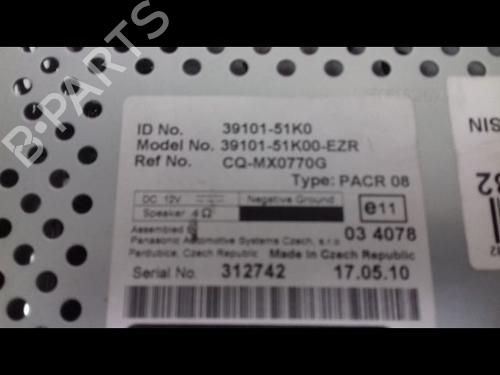 B-PARTS
ID No. 39101-51K0
Model No. 39101-51K00-EZR
Ref No. CQ-MX0770G
Type: PACR 08
DC 12V Negative Ground
Speaker 4Ω
e11
Assembled
03 4078
Panasonic Automotive Systems Czech, s.r.o
Pardubice, Czech Republic Made in Czech Republic
Serial No. 312742 17.05.10